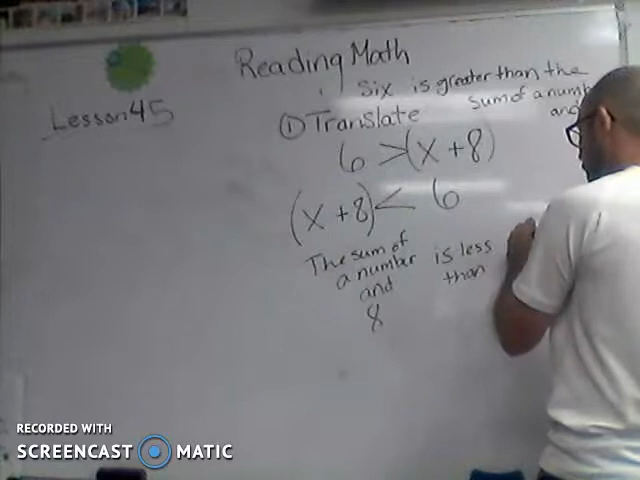 Reading Math
Lesson 45
Six is greater than the
sum of a numb
and
① Translate
6 > (x + 8)
(x + 8) < 6
The sum of
a number
and
8
is less
than
RECORDED WITH
SCREENCAST MATIC